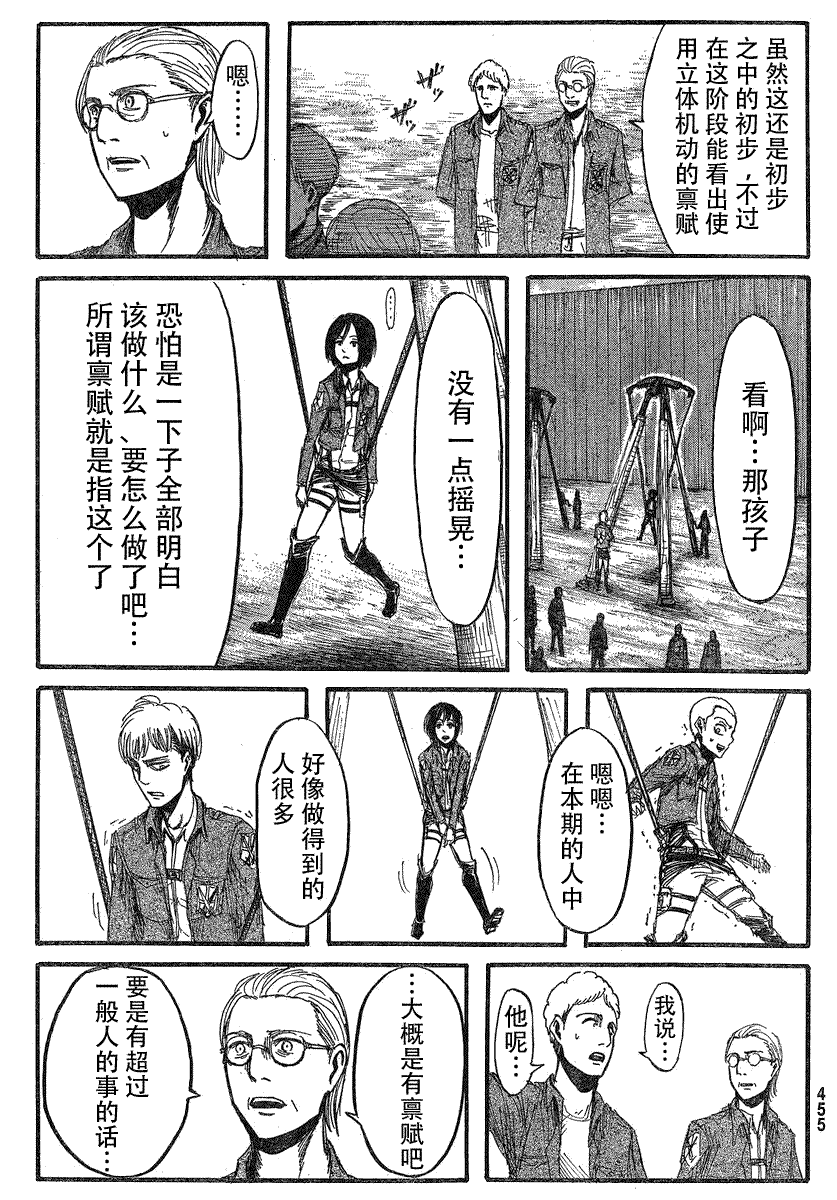 虽然这还是初步
之中的初步，不过
在这阶段能看出使
用立体机动的禀赋
嗯……
看啊…那孩子
没有一点摇晃…
…
恐怕是一下子全部明白
该做什么、要怎么做了吧…
所谓禀赋就是指这个了
嗯嗯…
在本期的人中
好像做得到的
人很多
我说…
他呢…
…大概是有禀赋吧
要是有超过
一般人的事的话…
455